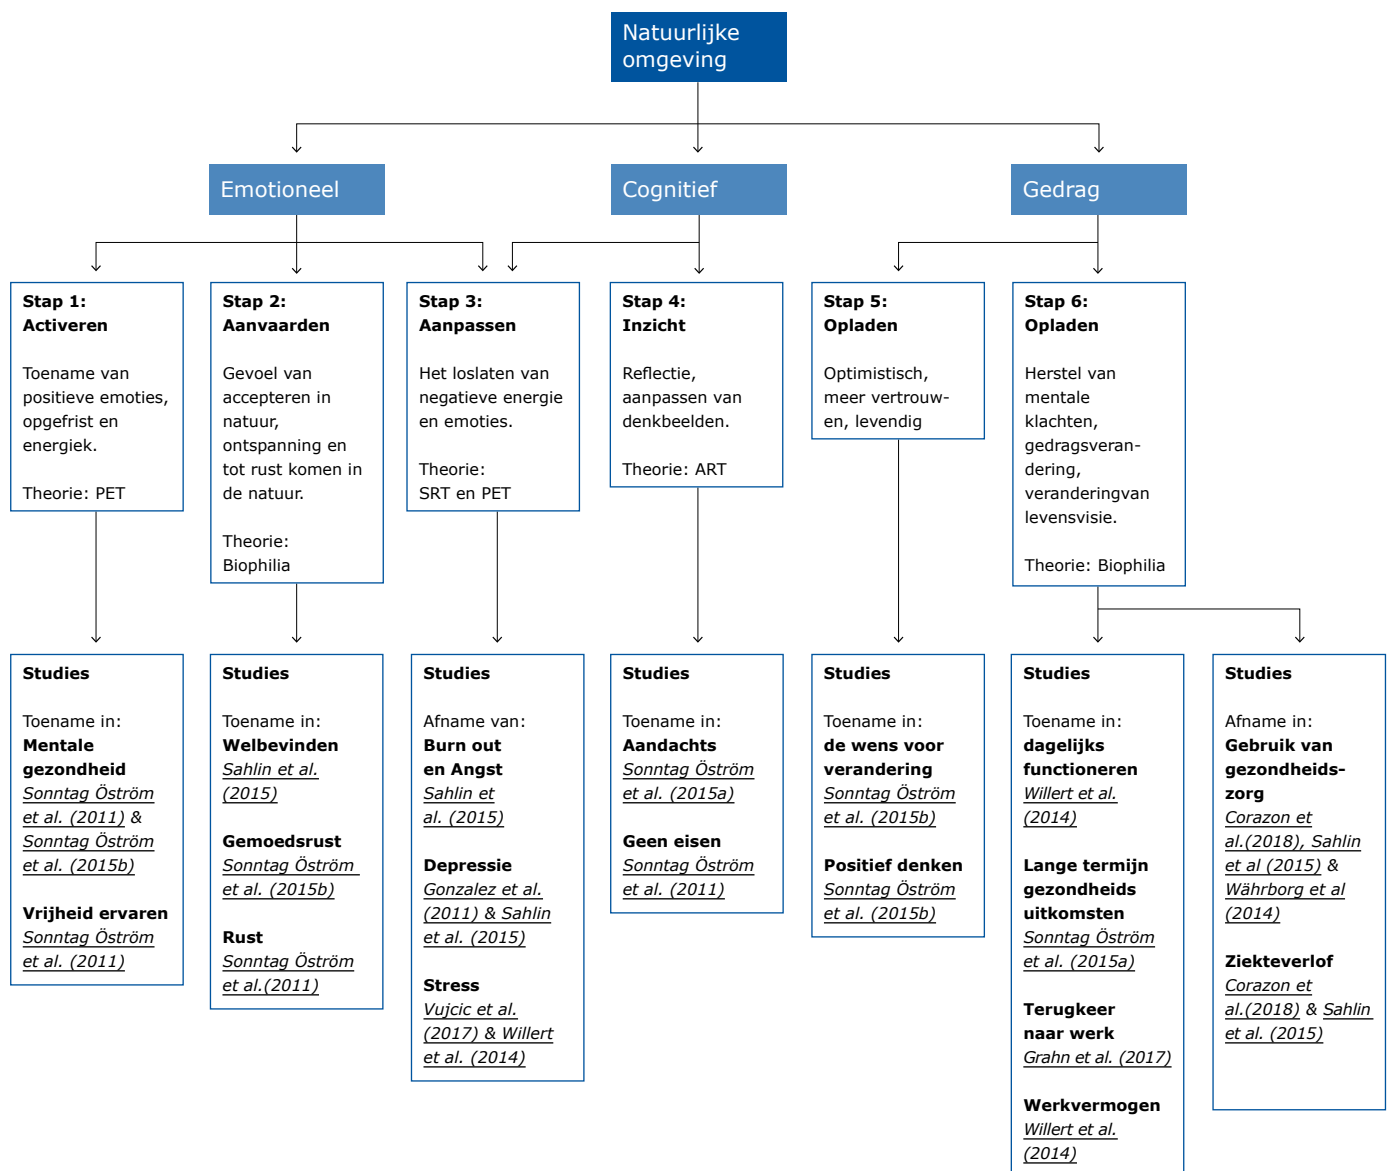 Natuurlijke
omgeving
Emotioneel
Cognitief
Gedrag
Stap 1:
Activeren
Toename van
positieve emoties,
opgefrist en
energiek.
Theorie: PET
Stap 2:
Aanvaarden
Gevoel van
accepteren in
natuur,
ontspanning en
tot rust komen in
de natuur.
Theorie:
Biophilia
Stap 3:
Aanpassen
Het loslaten van
negatieve energie
en emoties.
Theorie:
SRT en PET
Stap 4:
Inzicht
Reflectie,
aanpassen van
denkbeelden.
Theorie: ART
Stap 5:
Opladen
Optimistisch,
meer vertrouw-
en, levendig
Stap 6:
Opladen
Herstel van
mentale
klachten,
gedragsveran-
dering,
veranderingvan
levensvisie.
Theorie: Biophilia
Studies
Toename in:
Mentale
gezondheid
Sonntag Öström
et al. (2011) &
Sonntag Öström
et al. (2015b)
Vrijheid ervaren
Sonntag Öström
et al. (2011)
Studies
Toename in:
Welbevinden
Sahlin et al.
(2015)
Gemoedsrust
Sonntag Öström
et al. (2015b)
Rust
Sonntag Öström
et al.(2011)
Studies
Afname van:
Burn out
en Angst
Sahlin et
al. (2015)
Depressie
Gonzalez et al.
(2011) & Sahlin
et al. (2015)
Stress
Vujcic et al.
(2017) & Willert
et al. (2014)
Studies
Toename in:
Aandachts
Sonntag Öström
et al. (2015a)
Geen eisen
Sonntag Öström
et al. (2011)
Studies
Toename in:
de wens voor
verandering
Sonntag Öström
et al. (2015b)
Positief denken
Sonntag Öström
et al. (2015b)
Studies
Toename in:
dagelijks
functioneren
Willert et al.
(2014)
Lange termijn
gezondheids
uitkomsten
Sonntag Öström
et al. (2015a)
Terugkeer
naar werk
Grahn et al. (2017)
Werkvermogen
Willert et al.
(2014)
Studies
Afname in:
Gebruik van
gezondheids-
zorg
Corazon et
al.(2018), Sahlin
et al (2015) &
Währborg et al
(2014)
Ziekteverlof
Corazon et
al.(2018) & Sahlin
et al. (2015)